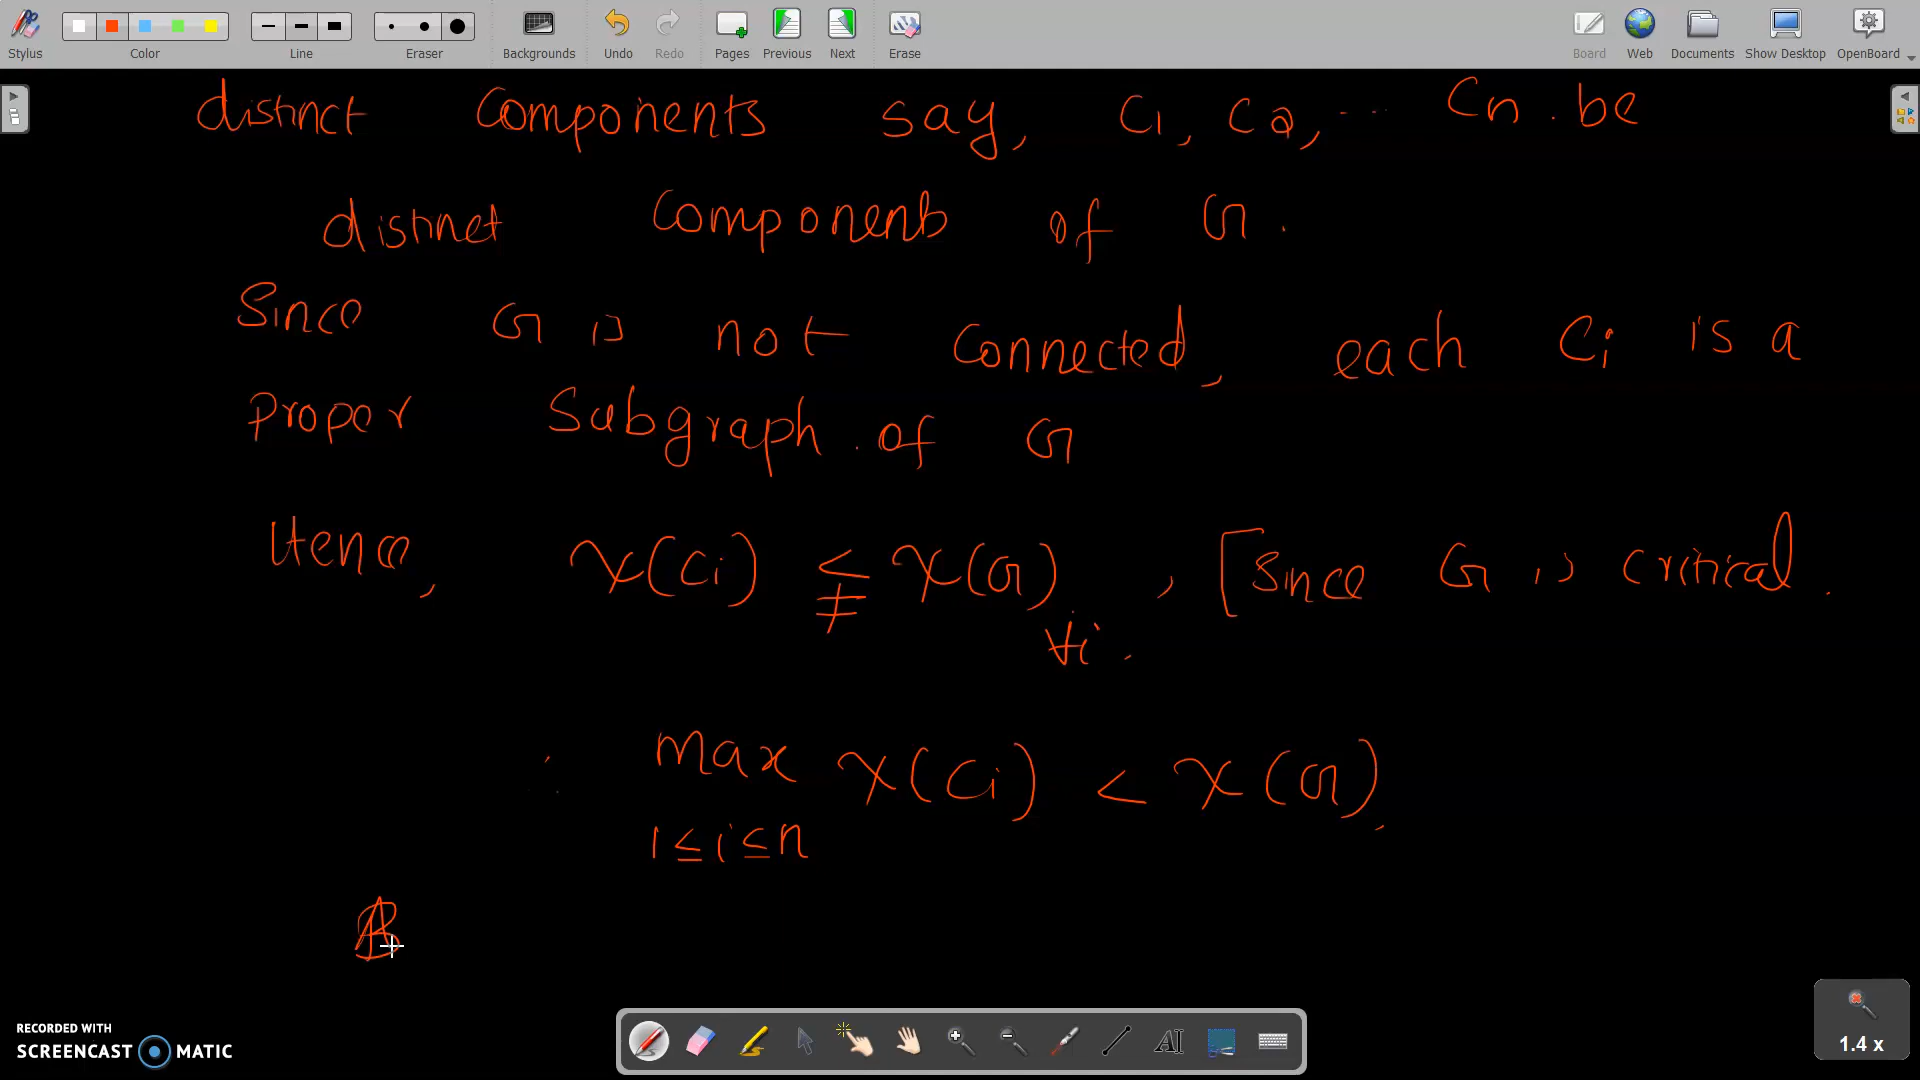 Stylus Color Line Eraser Backgrounds Undo Redo Pages Previous Next Erase Board Web Documents Show Desktop OpenBoard
distinct components say, C1, C2, ... Cn. be
distinct components of G.
Since G is not connected, each Ci is a
proper subgraph. of G
Hence, χ(Ci) ≨ χ(G), [Since G is critical.
∀i.
∴ max χ(Ci) < χ(G).
1≤i≤n
RECORDED WITH
SCREENCAST MATIC
1.4 x